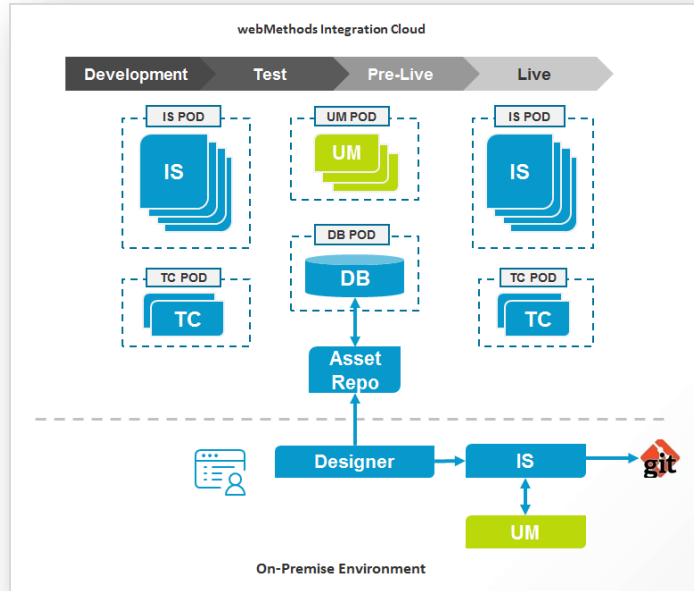 webMethods Integration Cloud
Development Test Pre-Live Live
IS POD UM POD IS POD
IS UM IS
DB POD
TC POD DB TC POD
TC TC
Asset
Repo
Designer IS git
UM
On-Premise Environment